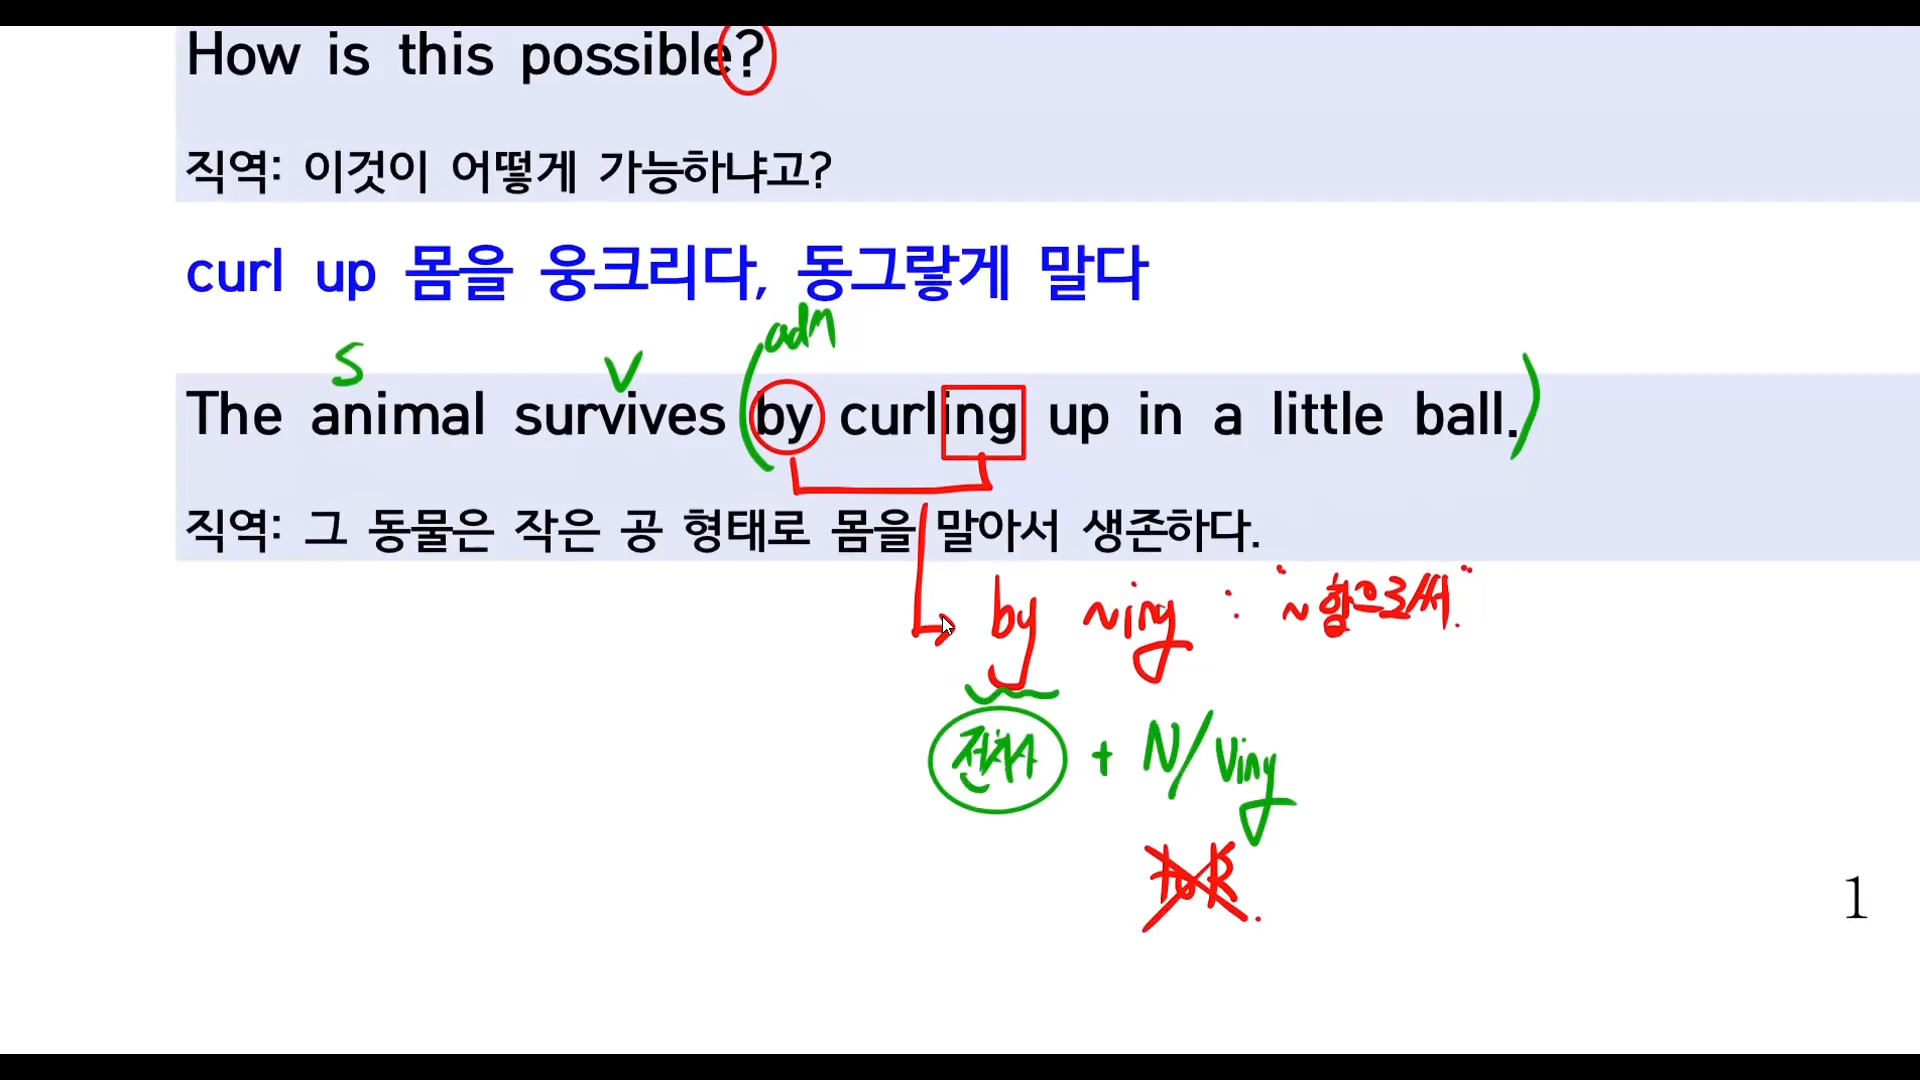 How is this possible?
직역: 이것이 어떻게 가능하냐고?
curl up 몸을 웅크리다, 동그랗게 말다
adM
S V
The animal survives (by curling up in a little ball.)
직역: 그 동물은 작은 공 형태로 몸을 말아서 생존하다.
by ~ing : "~함으로써."
전치사 + N/Ving
to R.
1